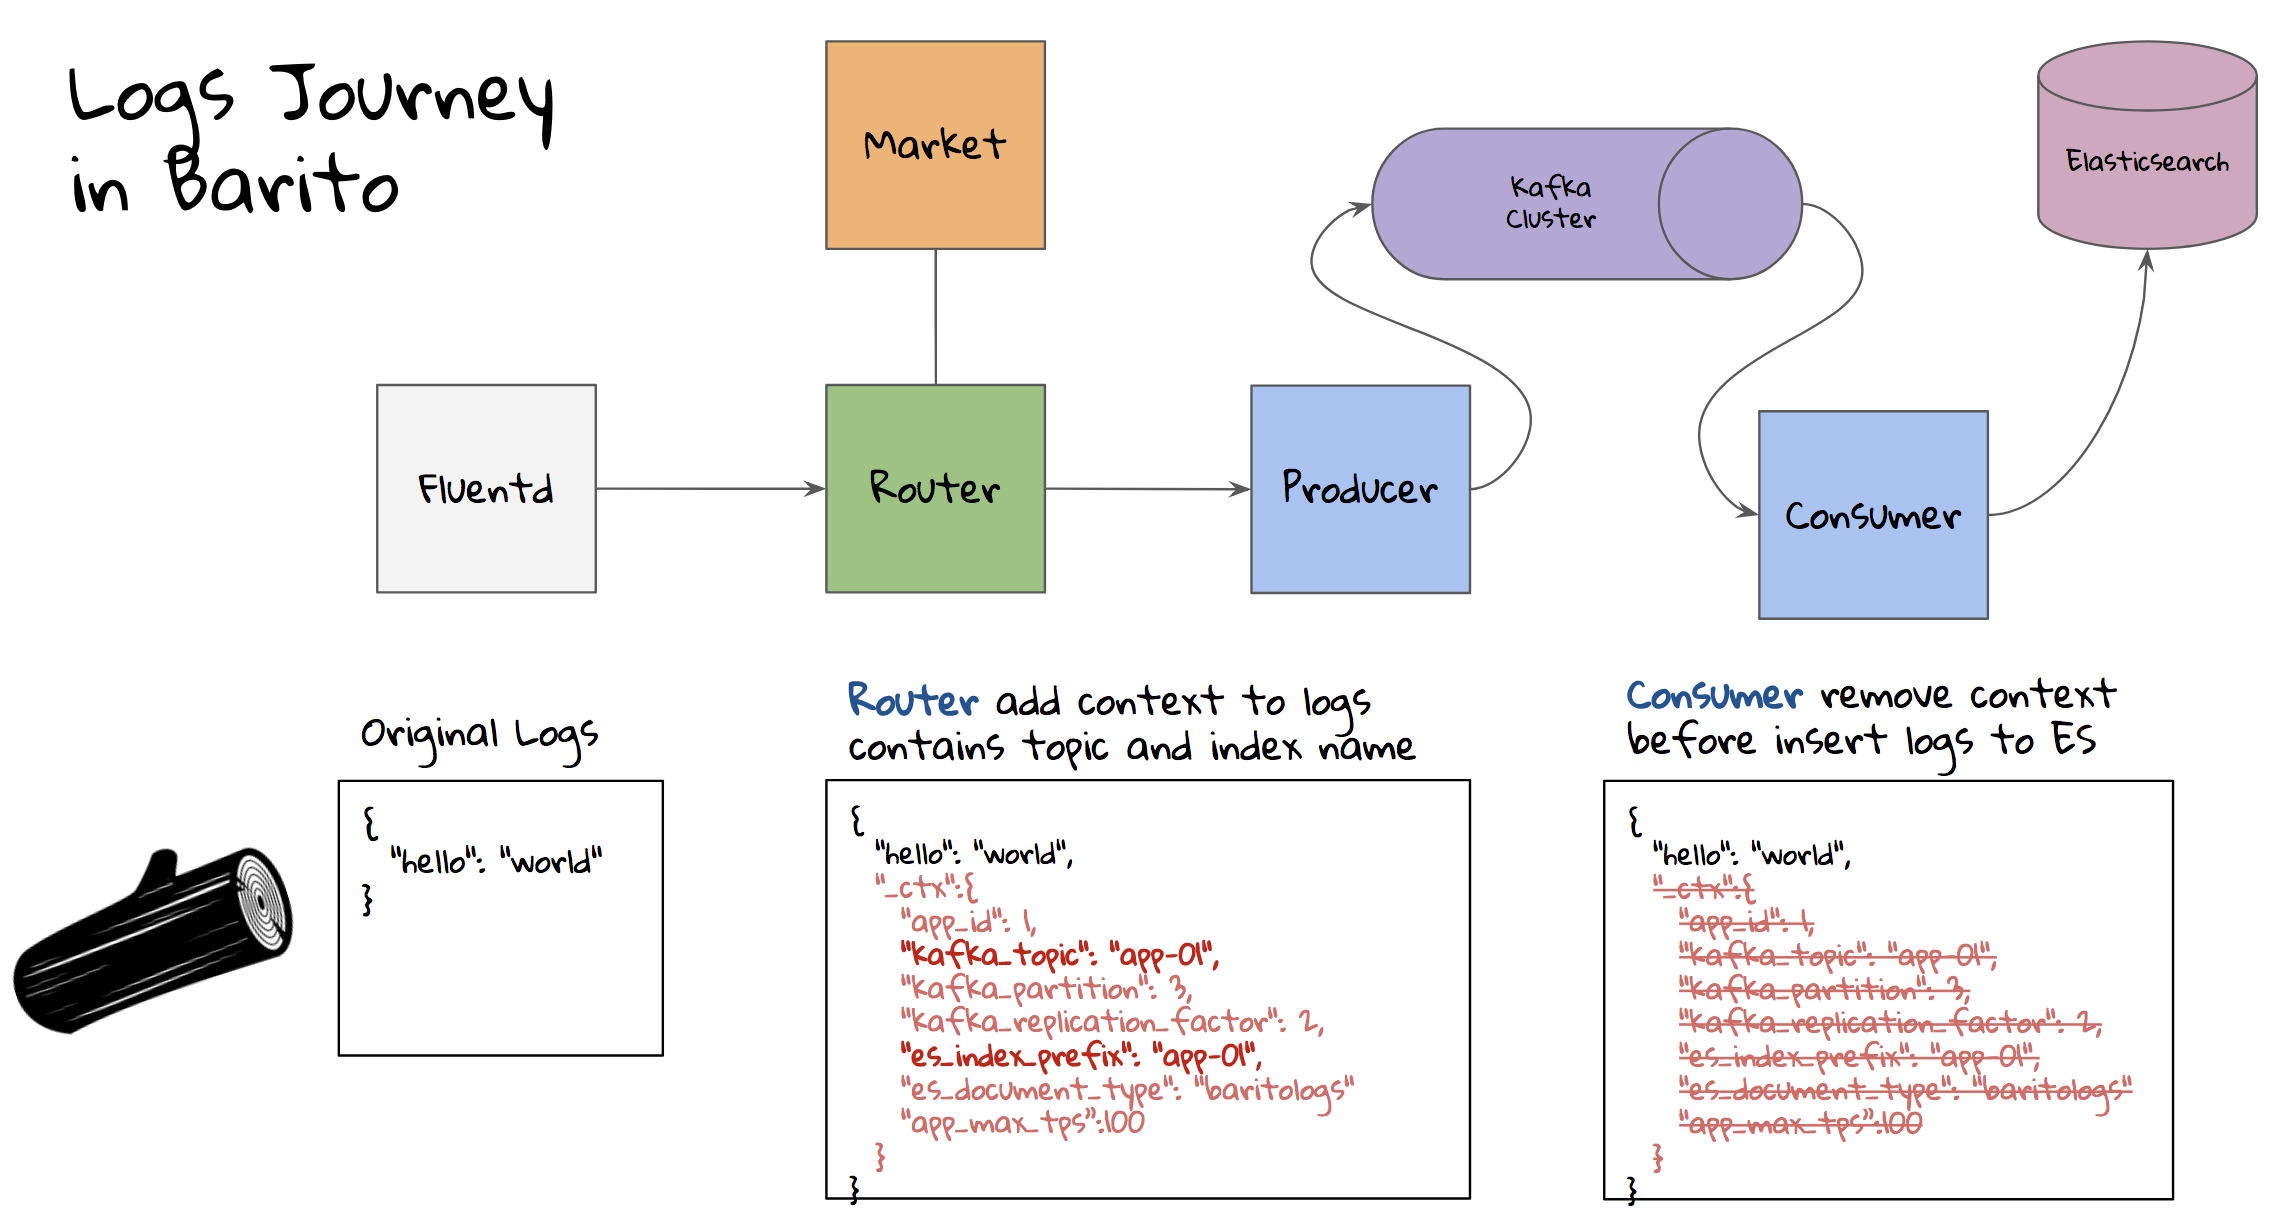 Logs Journey
in Barito
Market
Kafka
Cluster
Elasticsearch
Fluentd
Router
Producer
Consumer
Original Logs
{
"hello": "world"
}
Router add context to logs
contains topic and index name
{
"hello": "world",
"_ctx":{
"app_id": 1,
"kafka_topic": "app-01",
"kafka_partition": 3,
"kafka_replication_factor": 2,
"es_index_prefix": "app-01",
"es_document_type": "baritologs"
"app_max_tps”:100
}
}
Consumer remove context
before insert logs to ES
{
"hello": "world",
"_ctx":{
"app_id": 1,
"kafka_topic": "app-01",
"kafka_partition": 3,
"kafka_replication_factor": 2,
"es_index_prefix": "app-01",
"es_document_type": "baritologs"
"app_max_tps”:100
}
}